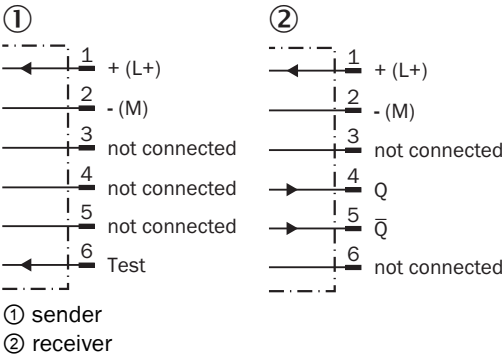 ①
1 + (L+)
2 - (M)
3 not connected
4 not connected
5 not connected
6 Test
②
1 + (L+)
2 - (M)
3 not connected
4 Q
5 Q̅
6 not connected
① sender
② receiver